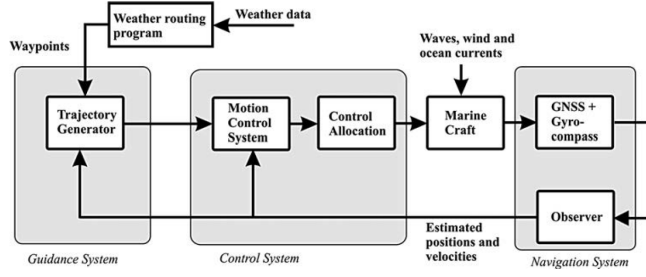 Weather routing
program
Weather data
Waypoints
Waves, wind and
ocean currents
Trajectory
Generator
Motion
Control
System
Control
Allocation
Marine
Craft
GNSS +
Gyro-
compass
Observer
Estimated positions and
velocities
Guidance System
Control System
Navigation System